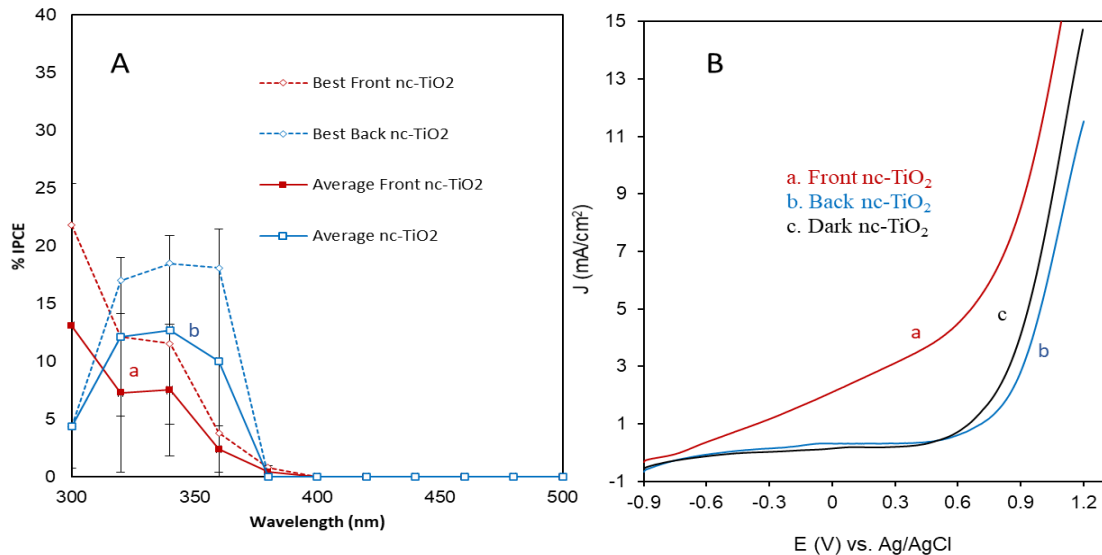 A
40
35
30
25
20
15
10
5
0
% IPCE
Best Front nc-TiO2
Best Back nc-TiO2
Average Front nc-TiO2
Average nc-TiO2
a
b
300
350
400
450
500
Wavelength (nm)
B
15
13
11
9
7
5
3
1
-1
J (mA/cm²)
a. Front nc-TiO₂
b. Back nc-TiO₂
c. Dark nc-TiO₂
a
c
b
-0.9
-0.6
-0.3
0
0.3
0.6
0.9
1.2
E (V) vs. Ag/AgCl